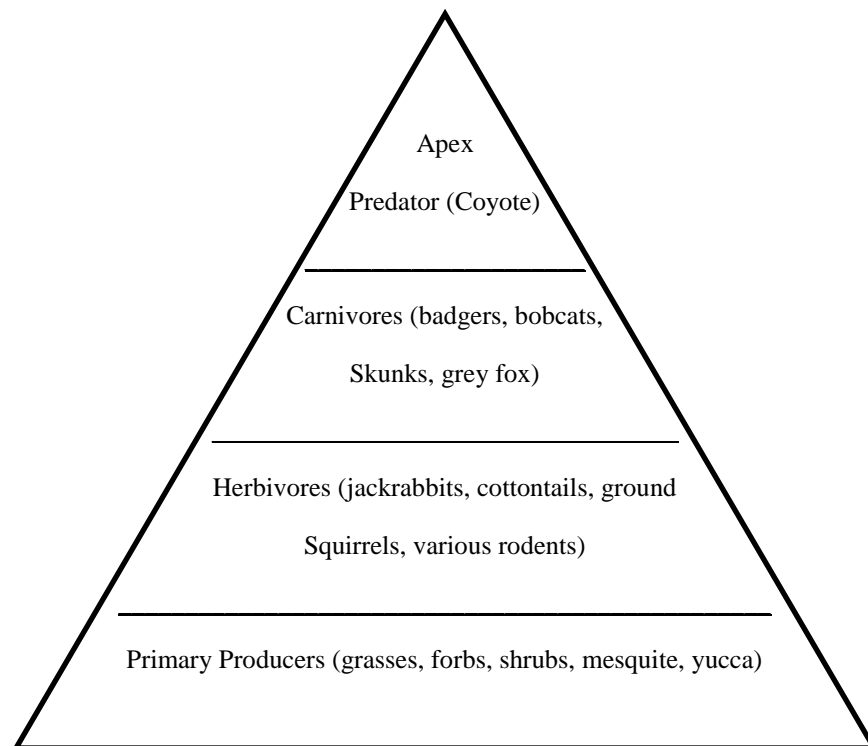 Apex
Predator (Coyote)
Carnivores (badgers, bobcats,
Skunks, grey fox)
Herbivores (jackrabbits, cottontails, ground
Squirrels, various rodents)
Primary Producers (grasses, forbs, shrubs, mesquite, yucca)